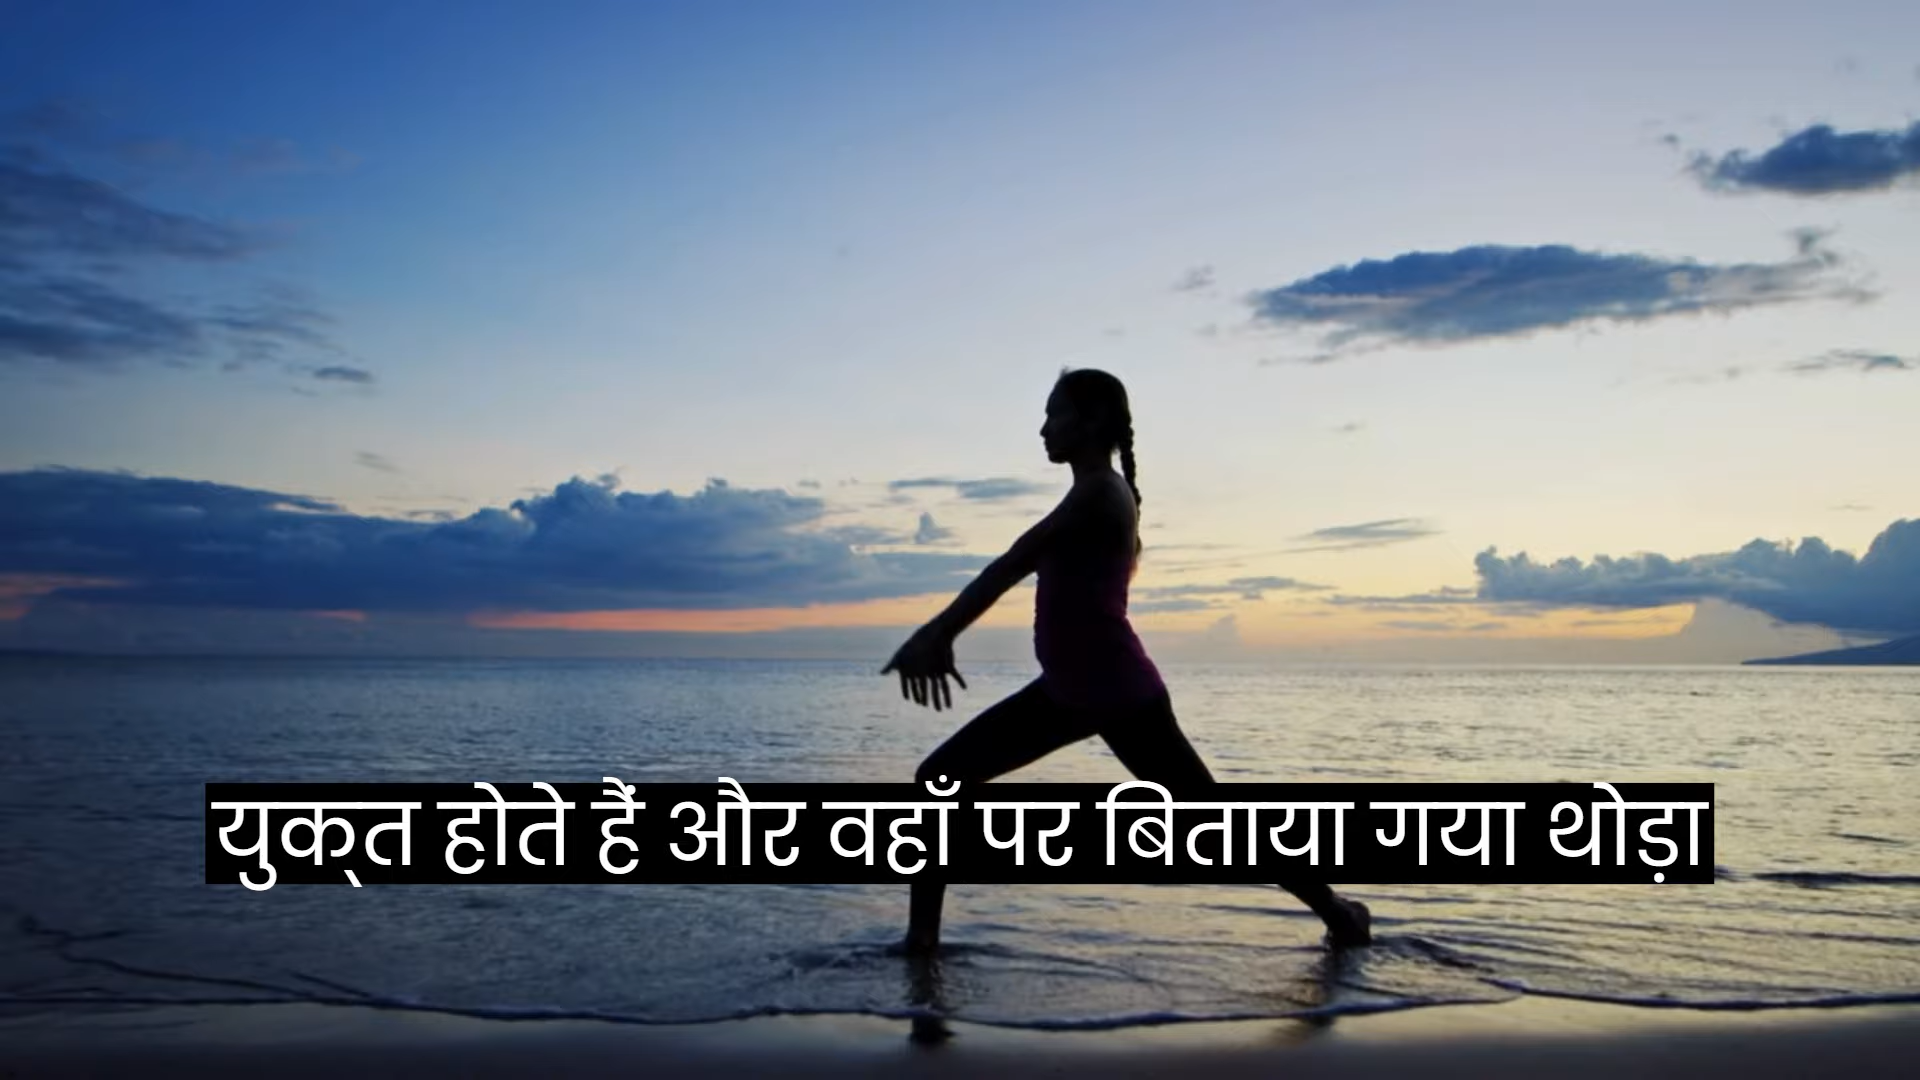 युक्त होते हैं और वहाँ पर बिताया गया थोड़ा